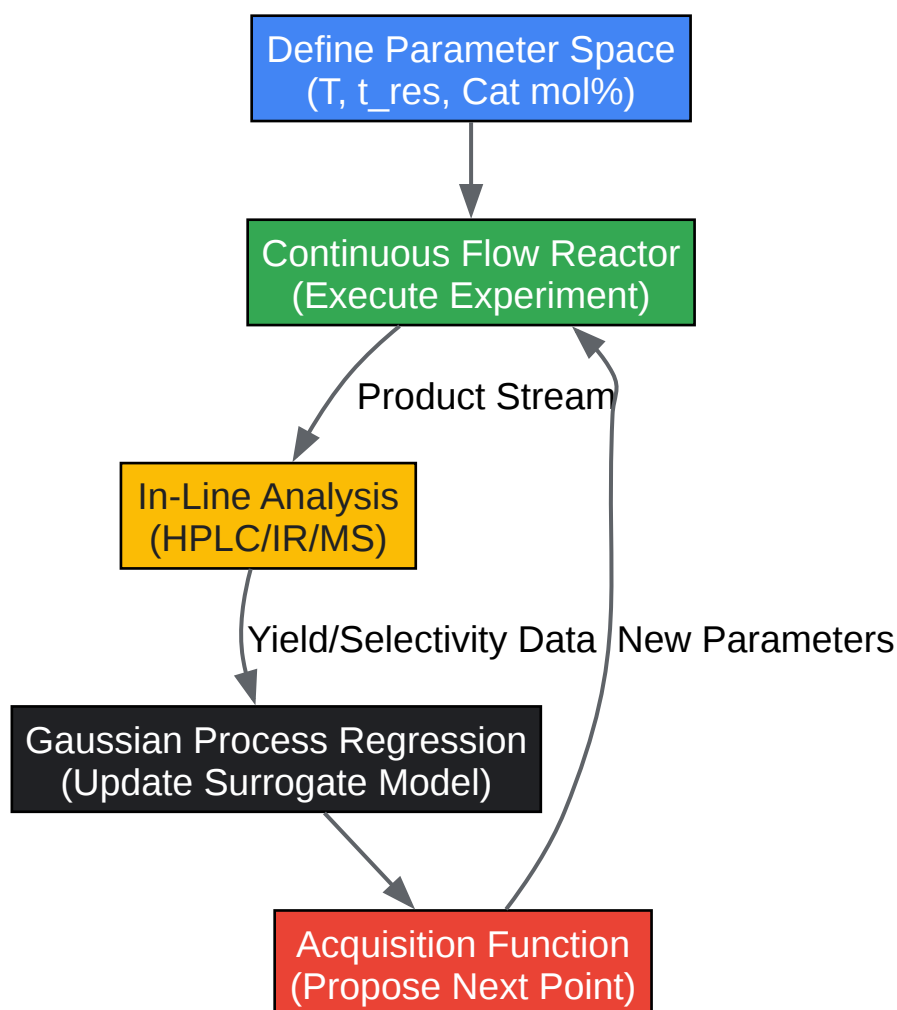 Define Parameter Space
(T, t_res, Cat mol%)
Continuous Flow Reactor
(Execute Experiment)
Product Stream
In-Line Analysis
(HPLC/IR/MS)
Yield/Selectivity Data
New Parameters
Gaussian Process Regression
(Update Surrogate Model)
Acquisition Function
(Propose Next Point)